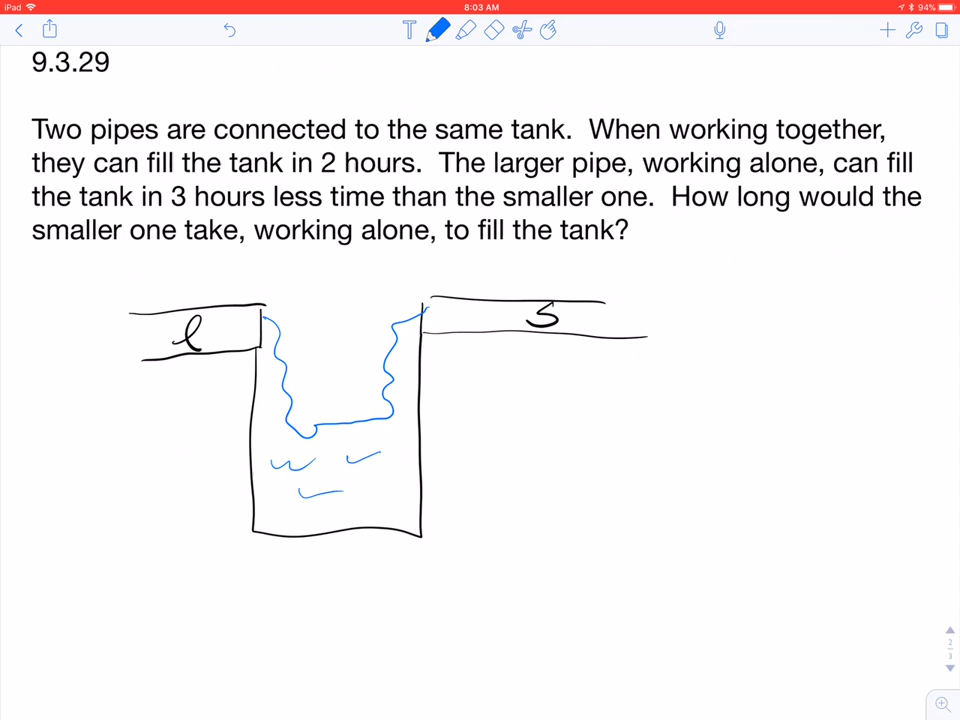 iPad
8:03 AM
94%
T
9.3.29
Two pipes are connected to the same tank.  When working together,
they can fill the tank in 2 hours.  The larger pipe, working alone, can fill
the tank in 3 hours less time than the smaller one.  How long would the
smaller one take, working alone, to fill the tank?
l
S
2
3